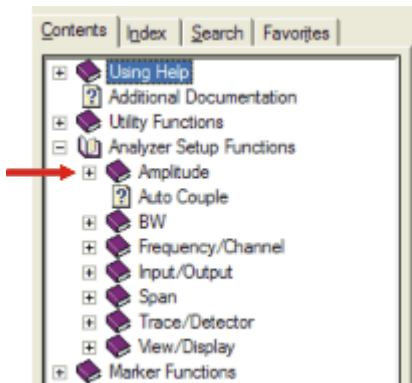 Contents Index Search Favorites
Using Help
Additional Documentation
Utility Functions
Analyzer Setup Functions
Amplitude
Auto Couple
BW
Frequency/Channel
Input/Output
Span
Trace/Detector
View/Display
Marker Functions